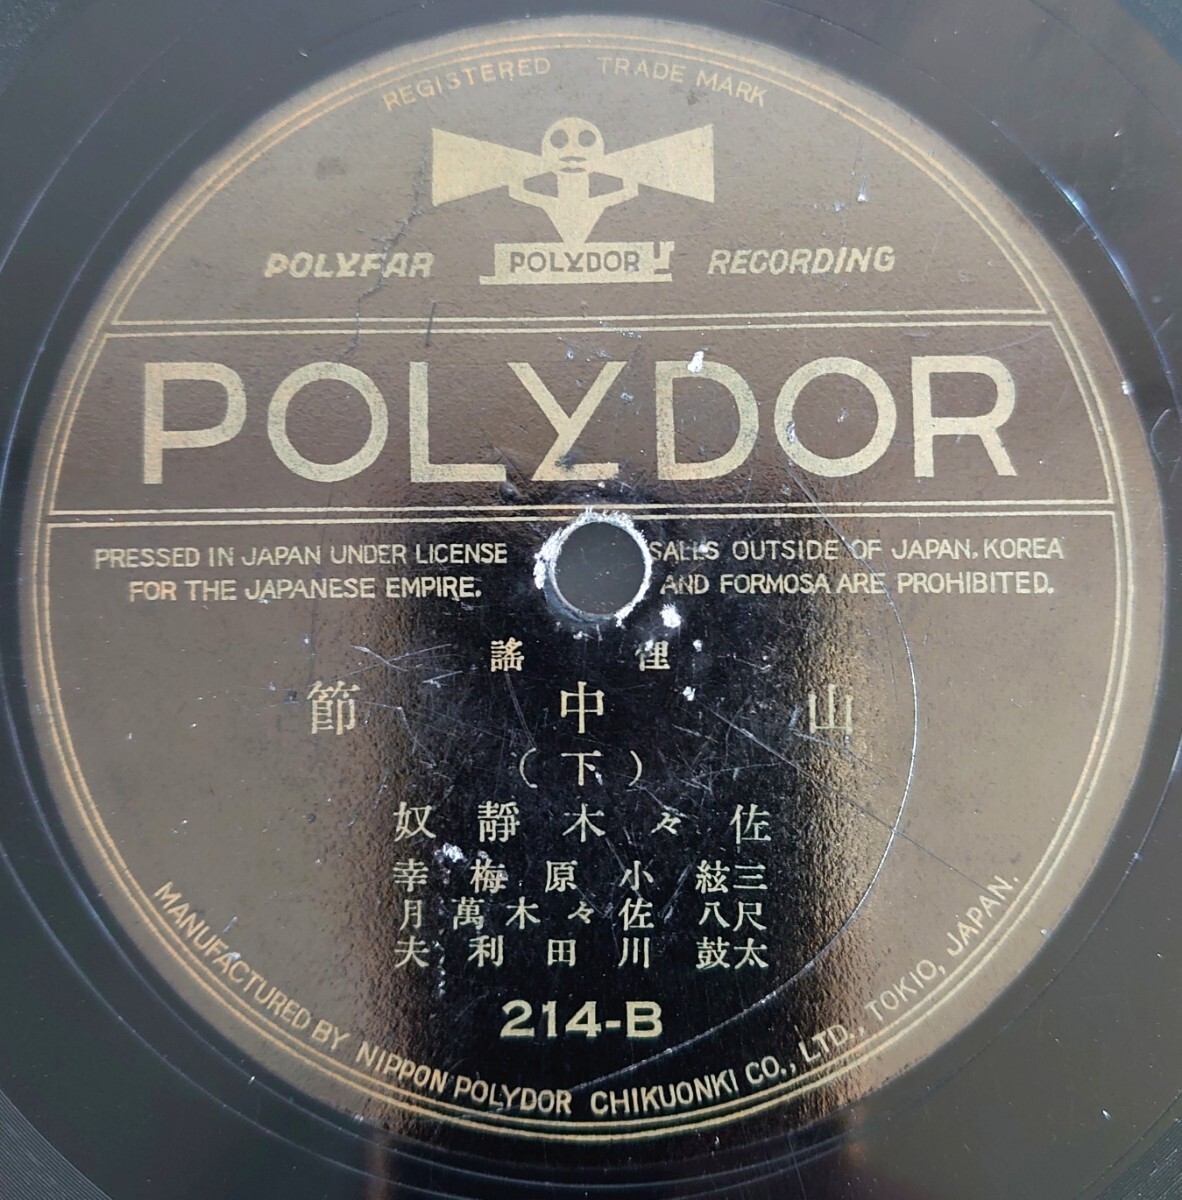 REGISTERED TRADE MARK
POLYFAR POLYDOR RECORDING
POLYDOR
PRESSED IN JAPAN UNDER LICENSE
FOR THE JAPANESE EMPIRE.
SALES OUTSIDE OF JAPAN, KOREA
AND FORMOSA ARE PROHIBITED.
俚謠
山中節
(下)
佐々木靜奴
三絃 小原梅幸
尺八 佐々木萬月
太鼓 川田利夫
214-B
MANUFACTURED BY NIPPON POLYDOR CHIKUONKI CO., LTD., TOKIO, JAPAN.